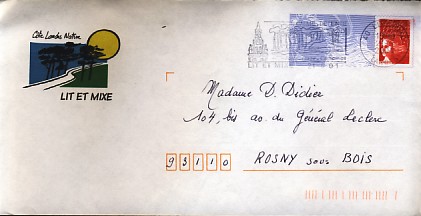 Côte Landes Nature
LIT ET MIXE
Madame D. Didier
104, bis av. du Général Leclerc
93110 ROSNY sous BOIS